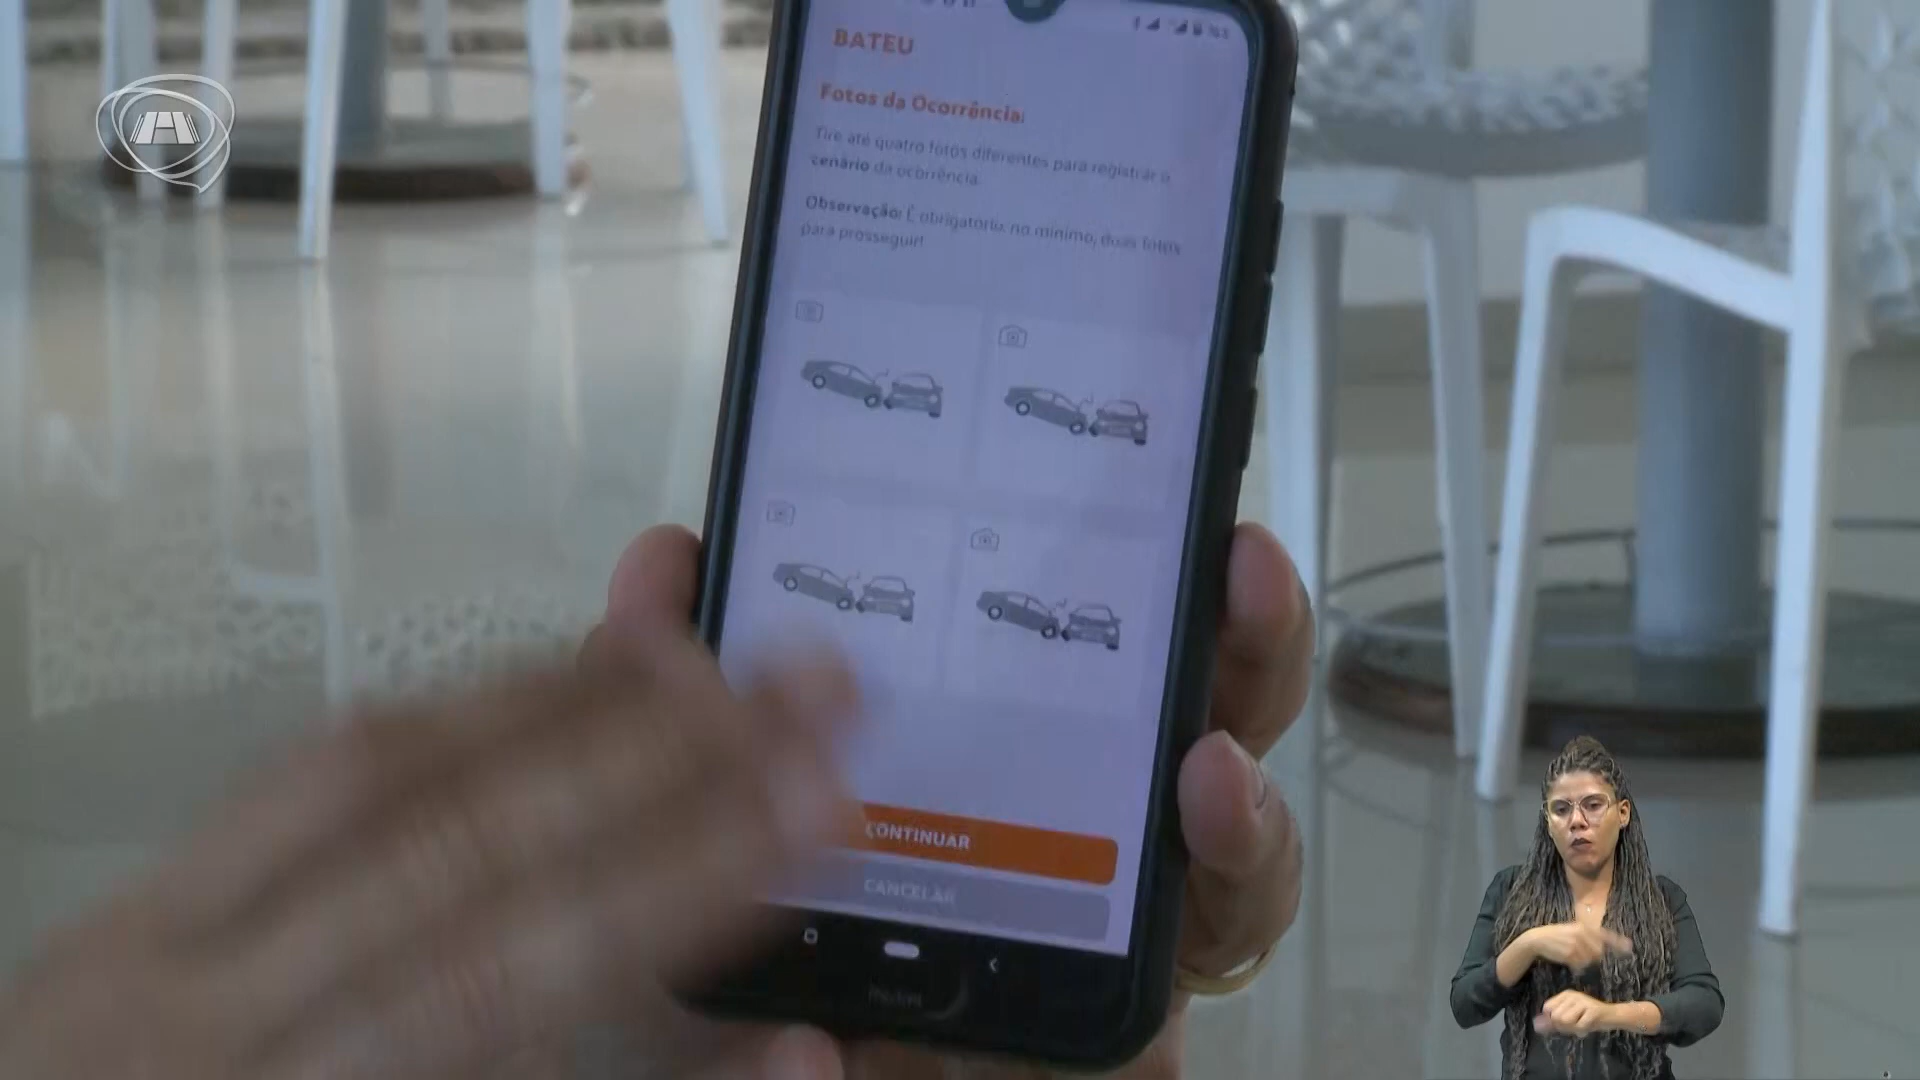 BATEU
Fotos da Ocorrência:
Tire até quatro fotos diferentes para registrar o
cenário da ocorrência.
Observação: É obrigatório, no mínimo, duas fotos
para prosseguir!
CONTINUAR
CANCELAR